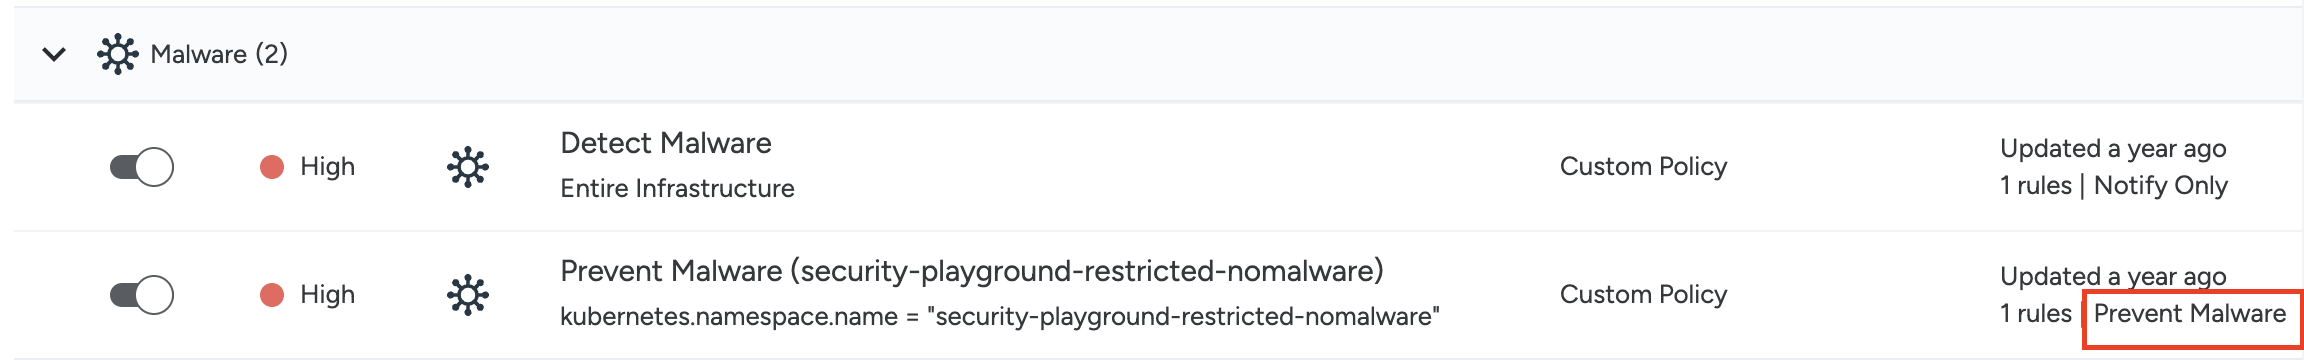 Malware (2)
High
Detect Malware
Entire Infrastructure
Custom Policy
Updated a year ago
1 rules | Notify Only
High
Prevent Malware (security-playground-restricted-nomalware)
kubernetes.namespace.name = "security-playground-restricted-nomalware"
Custom Policy
Updated a year ago
1 rules | Prevent Malware